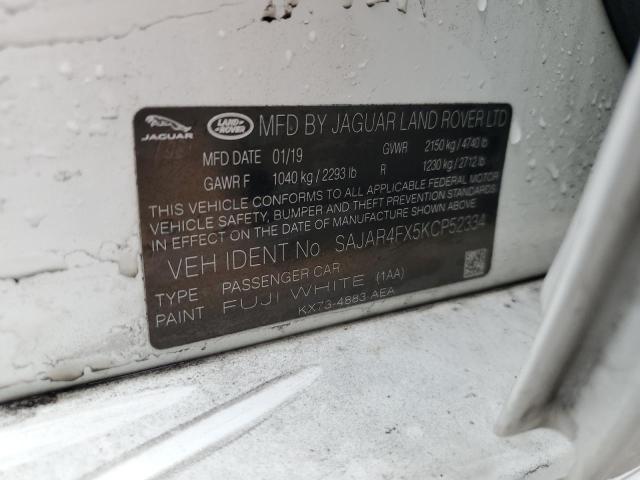 JAGUAR LAND ROVER MFD BY JAGUAR LAND ROVER LTD
MFD DATE 01/19 GVWR 2150 kg / 4740 lb
GAWR F 1040 kg / 2293 lb R 1230 kg / 2712 lb
THIS VEHICLE CONFORMS TO ALL APPLICABLE FEDERAL MOTOR
VEHICLE SAFETY, BUMPER AND THEFT PREVENTION STANDARDS
IN EFFECT ON THE DATE OF MANUFACTURE SHOWN ABOVE.
VEH IDENT No SAJAR4FX5KCP52334
TYPE PASSENGER CAR
PAINT FUJI WHITE (1AA)
KX73-4883-AEA